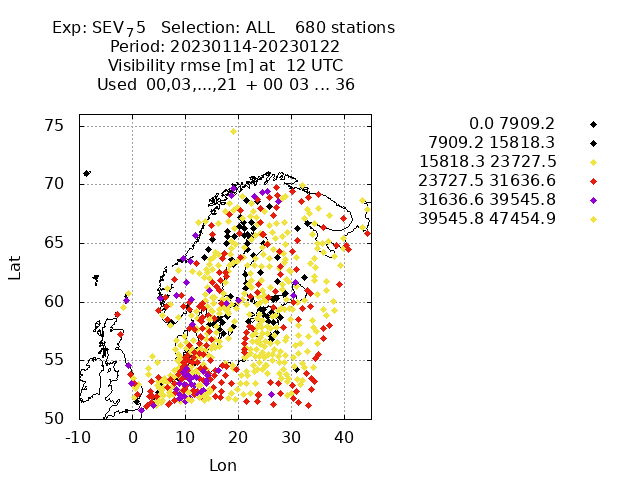 Exp: SEV₇5 Selection: ALL 680 stations
Period: 20230114-20230122
Visibility rmse [m] at 12 UTC
Used 00,03,...,21 + 00 03 ... 36
0.0 7909.2
7909.2 15818.3
15818.3 23727.5
23727.5 31636.6
31636.6 39545.8
39545.8 47454.9
75
70
65
60
55
50
Lat
-10 0 10 20 30 40
Lon